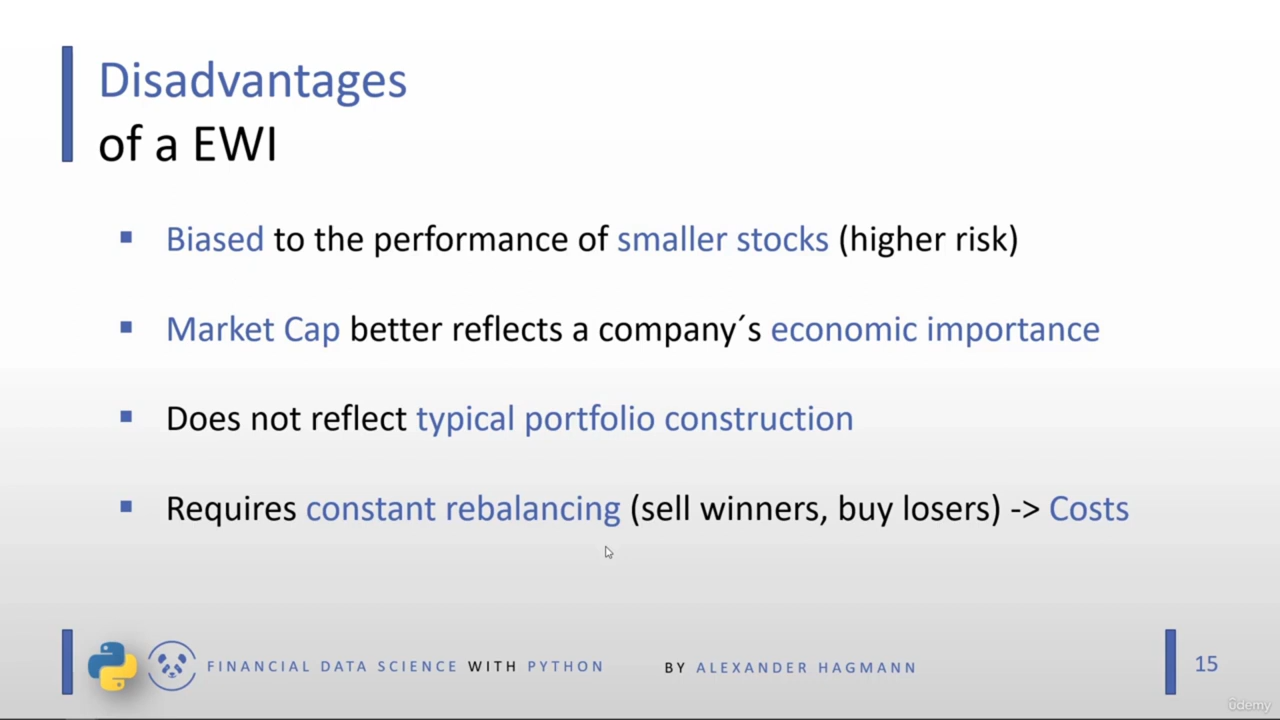 Disadvantages
of a EWI
▪ Biased to the performance of smaller stocks (higher risk)
▪ Market Cap better reflects a company´s economic importance
▪ Does not reflect typical portfolio construction
▪ Requires constant rebalancing (sell winners, buy losers) -> Costs
FINANCIAL DATA SCIENCE WITH PYTHON BY ALEXANDER HAGMANN 15
ûdemy